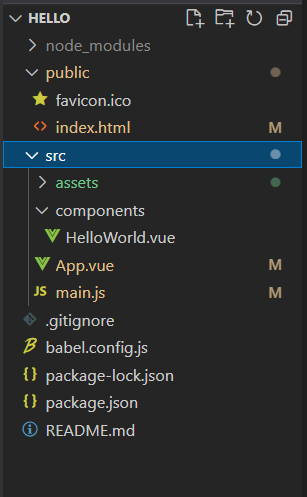 HELLO
node_modules
public
favicon.ico
index.html M
src
assets
components
HelloWorld.vue
App.vue M
JS main.js M
.gitignore
babel.config.js
package-lock.json
package.json
README.md